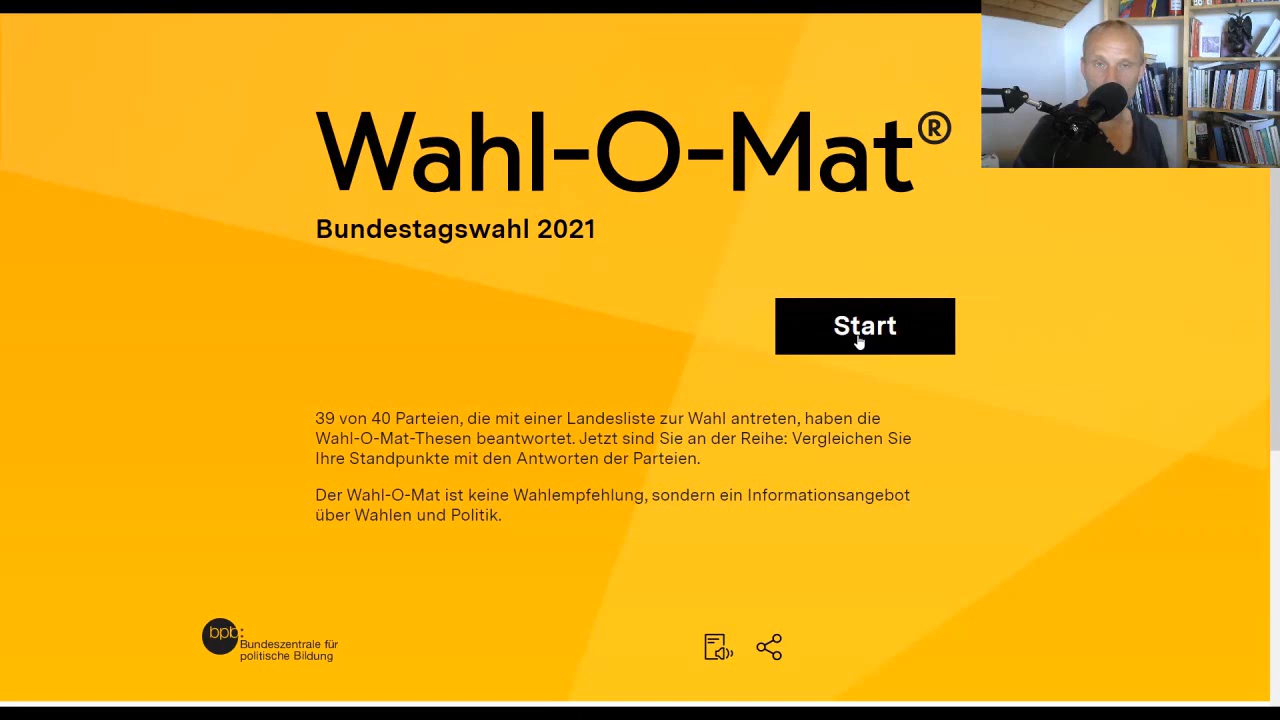 Wahl-O-Mat®
Bundestagswahl 2021
Start
39 von 40 Parteien, die mit einer Landesliste zur Wahl antreten, haben die
Wahl-O-Mat-Thesen beantwortet. Jetzt sind Sie an der Reihe: Vergleichen Sie
Ihre Standpunkte mit den Antworten der Parteien.
Der Wahl-O-Mat ist keine Wahlempfehlung, sondern ein Informationsangebot
über Wahlen und Politik.
bpb:
Bundeszentrale für
politische Bildung